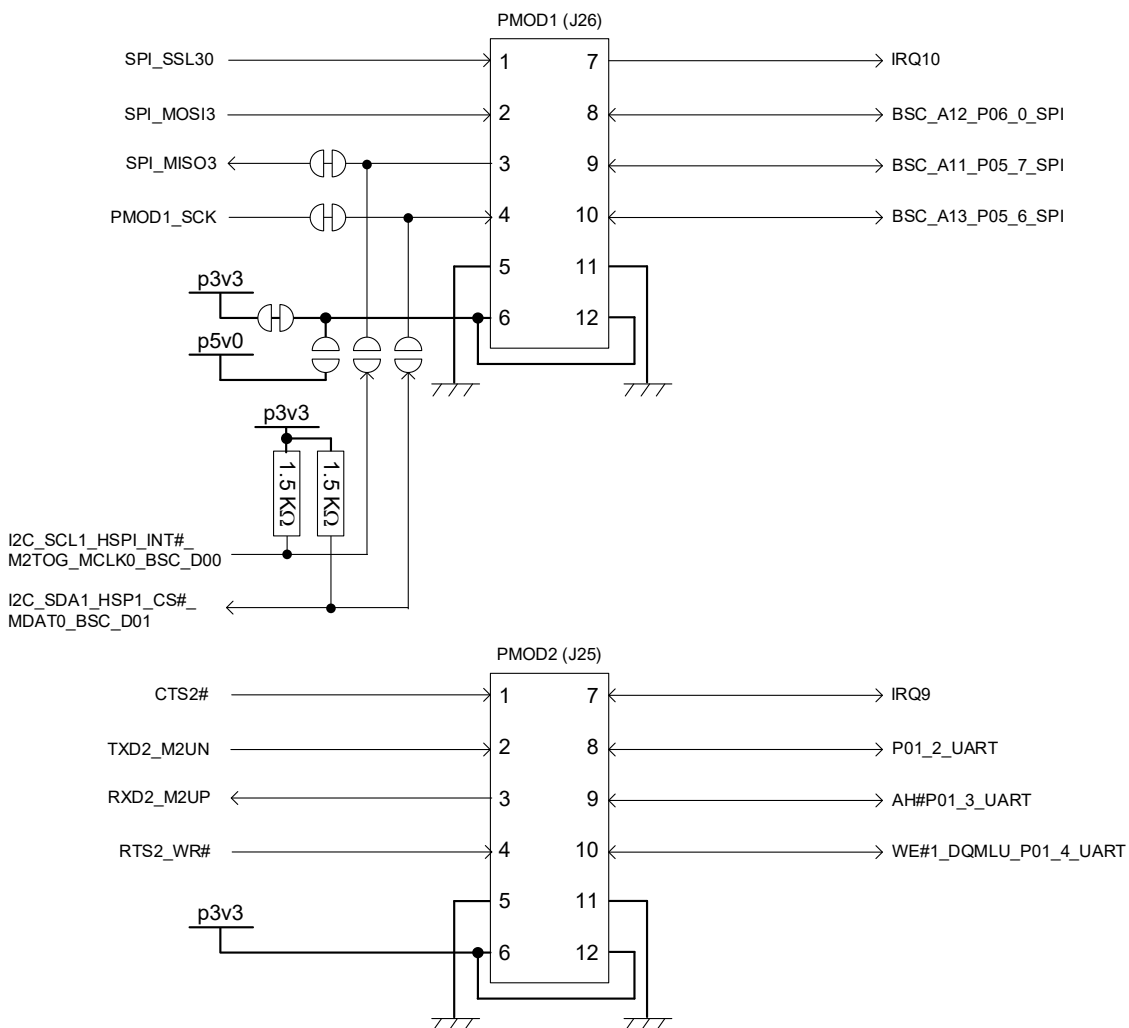 PMOD1 (J26)
SPI_SSL30
1
7
IRQ10
SPI_MOSI3
2
8
BSC_A12_P06_0_SPI
SPI_MISO3
3
9
BSC_A11_P05_7_SPI
PMOD1_SCK
4
10
BSC_A13_P05_6_SPI
5
11
p3v3
6
12
p5v0
p3v3
1.5 KΩ
1.5 KΩ
I2C_SCL1_HSPI_INT#_
M2TOG_MCLK0_BSC_D00
I2C_SDA1_HSP1_CS#_
MDAT0_BSC_D01
PMOD2 (J25)
CTS2#
1
7
IRQ9
TXD2_M2UN
2
8
P01_2_UART
RXD2_M2UP
3
9
AH#P01_3_UART
RTS2_WR#
4
10
WE#1_DQMLU_P01_4_UART
5
11
p3v3
6
12